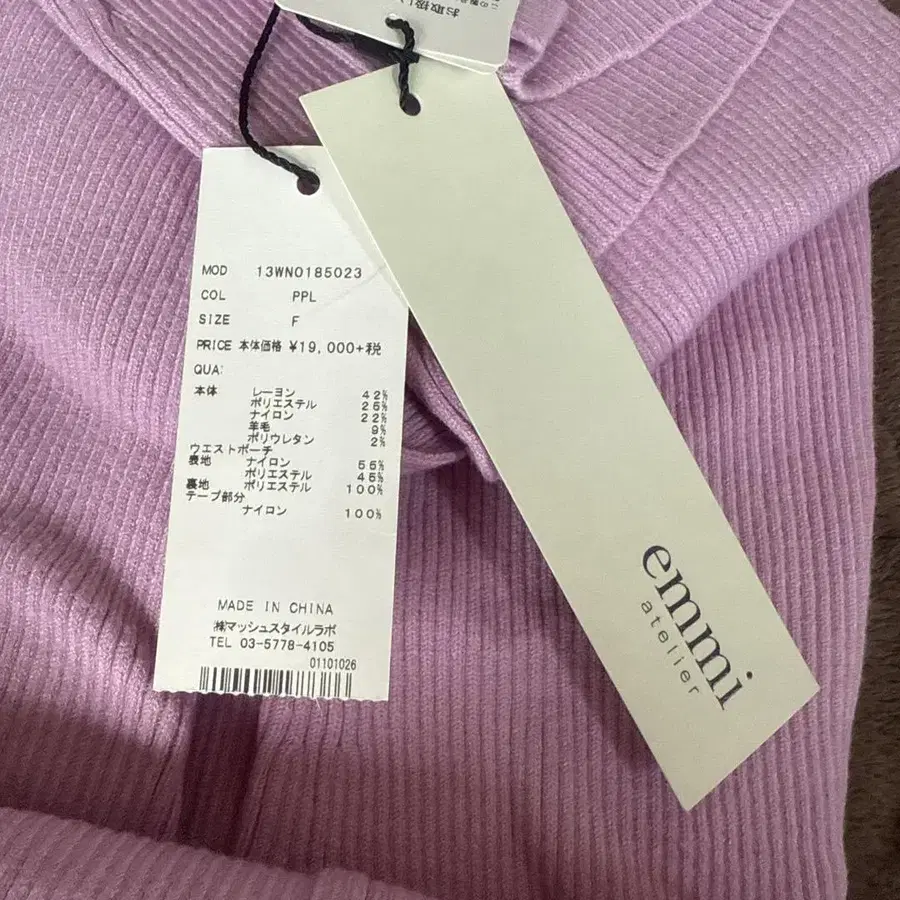 お取扱い
MOD 13WN0185023
COL PPL
SIZE F
PRICE 本体価格 ¥19,000+税
QUA:
本体 レーヨン 42%
ポリエステル 25%
ナイロン 22%
羊毛 9%
ポリウレタン 2%
ウエストポーチ
表地 ナイロン 55%
ポリエステル 45%
裏地 ポリエステル 100%
テープ部分
ナイロン 100%
MADE IN CHINA
㈱マッシュスタイルラボ
TEL 03-5778-4105
01101026
emmi
atelier